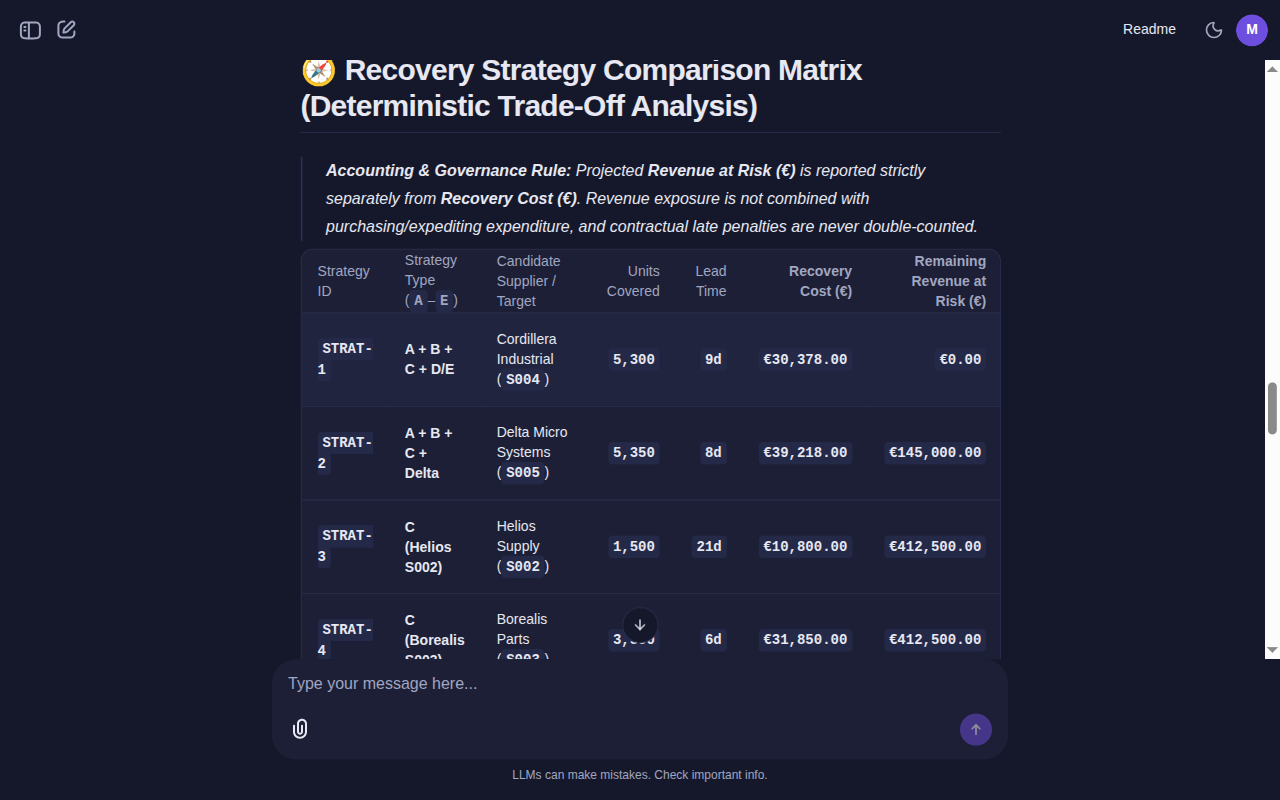 Readme
M
🧭 Recovery Strategy Comparison Matrix
(Deterministic Trade-Off Analysis)
Accounting & Governance Rule: Projected Revenue at Risk (€) is reported strictly
separately from Recovery Cost (€). Revenue exposure is not combined with
purchasing/expediting expenditure, and contractual late penalties are never double-counted.
Strategy ID
Strategy Type (A–E)
Candidate Supplier / Target
Units Covered
Lead Time
Recovery Cost (€)
Remaining Revenue at Risk (€)
STRAT-1
A + B + C + D/E
Cordillera Industrial (S004)
5,300
9d
€30,378.00
€0.00
STRAT-2
A + B + C + Delta
Delta Micro Systems (S005)
5,350
8d
€39,218.00
€145,000.00
STRAT-3
C (Helios S002)
Helios Supply (S002)
1,500
21d
€10,800.00
€412,500.00
STRAT-4
C (Borealis
Borealis Parts
6d
€31,850.00
€412,500.00
Type your message here...
LLMs can make mistakes. Check important info.